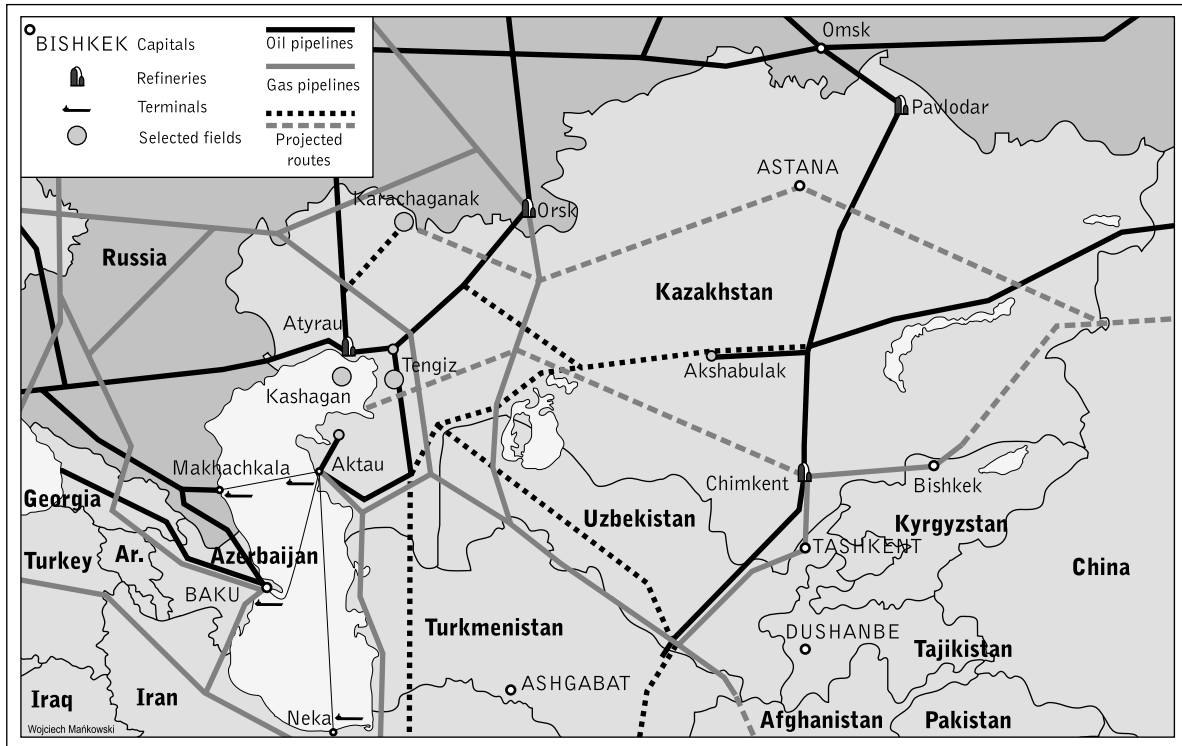 BISHKEK Capitals
Oil pipelines
Refineries
Gas pipelines
Terminals
Selected fields
Projected
routes
Omsk
Pavlodar
ASTANA
Karachaganak
Orsk
Russia
Kazakhstan
Atyrau
Tengiz
Akshabulak
Kashagan
Makhachkala
Aktau
Chimkent
Bishkek
Georgia
Uzbekistan
Kyrgyzstan
Turkey
Ar.
Azerbaijan
TASHKENT
China
BAKU
Turkmenistan
DUSHANBE
Tajikistan
ASHGABAT
Iraq
Iran
Neka
Afghanistan
Pakistan
Wojciech Mańkowski